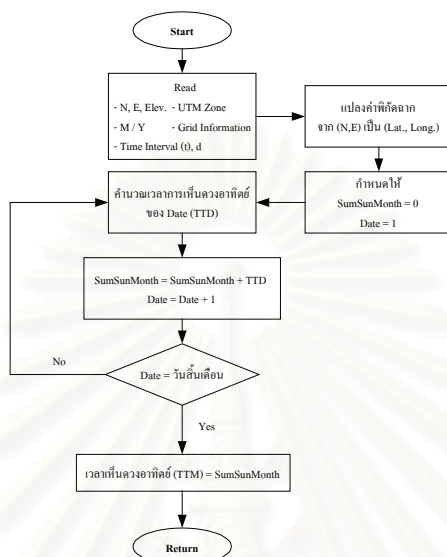 Start
Read
- N, E, Elev. - UTM Zone
- M / Y - Grid Information
- Time Interval (t), d
แปลงค่าพิกัดฉาก
จาก (N,E) เป็น (Lat., Long.)
กำหนดให้
SumSunMonth = 0
Date = 1
คำนวณเวลาการเห็นดวงอาทิตย์
ของ Date (TTD)
SumSunMonth = SumSunMonth + TTD
Date = Date + 1
No
Date = วันสิ้นเดือน
Yes
เวลาเห็นดวงอาทิตย์ (TTM) = SumSunMonth
Return